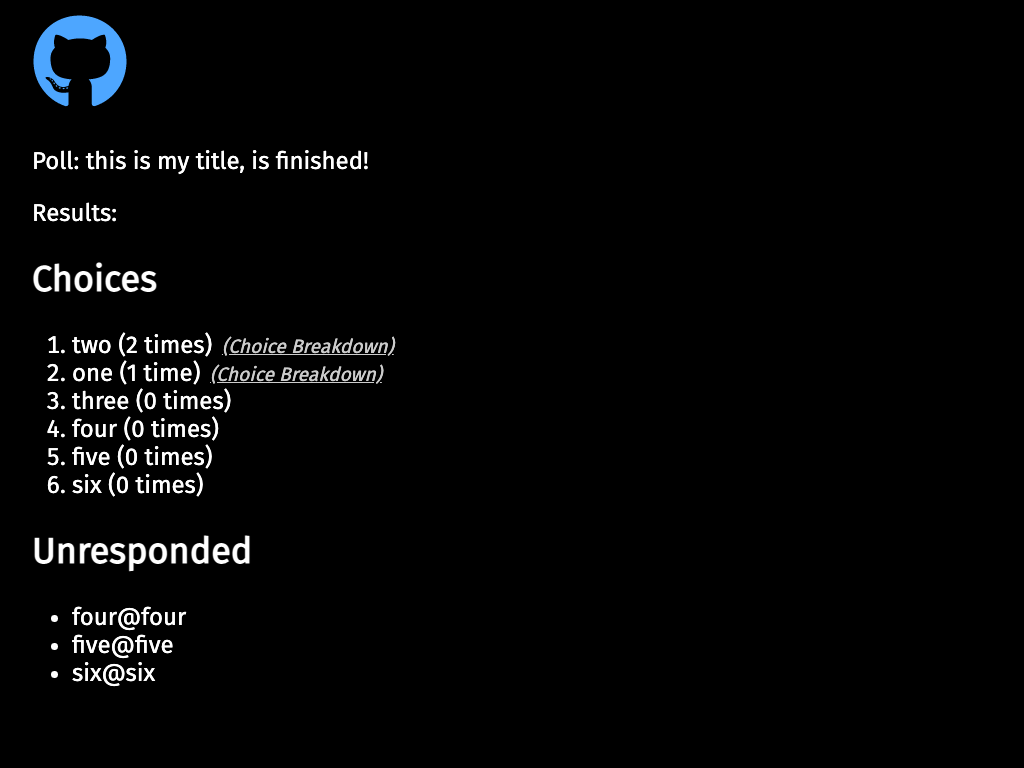 Poll: this is my title, is finished!
Results:
Choices
1. two (2 times) (Choice Breakdown)
2. one (1 time) (Choice Breakdown)
3. three (0 times)
4. four (0 times)
5. five (0 times)
6. six (0 times)
Unresponded
• four@four
• five@five
• six@six